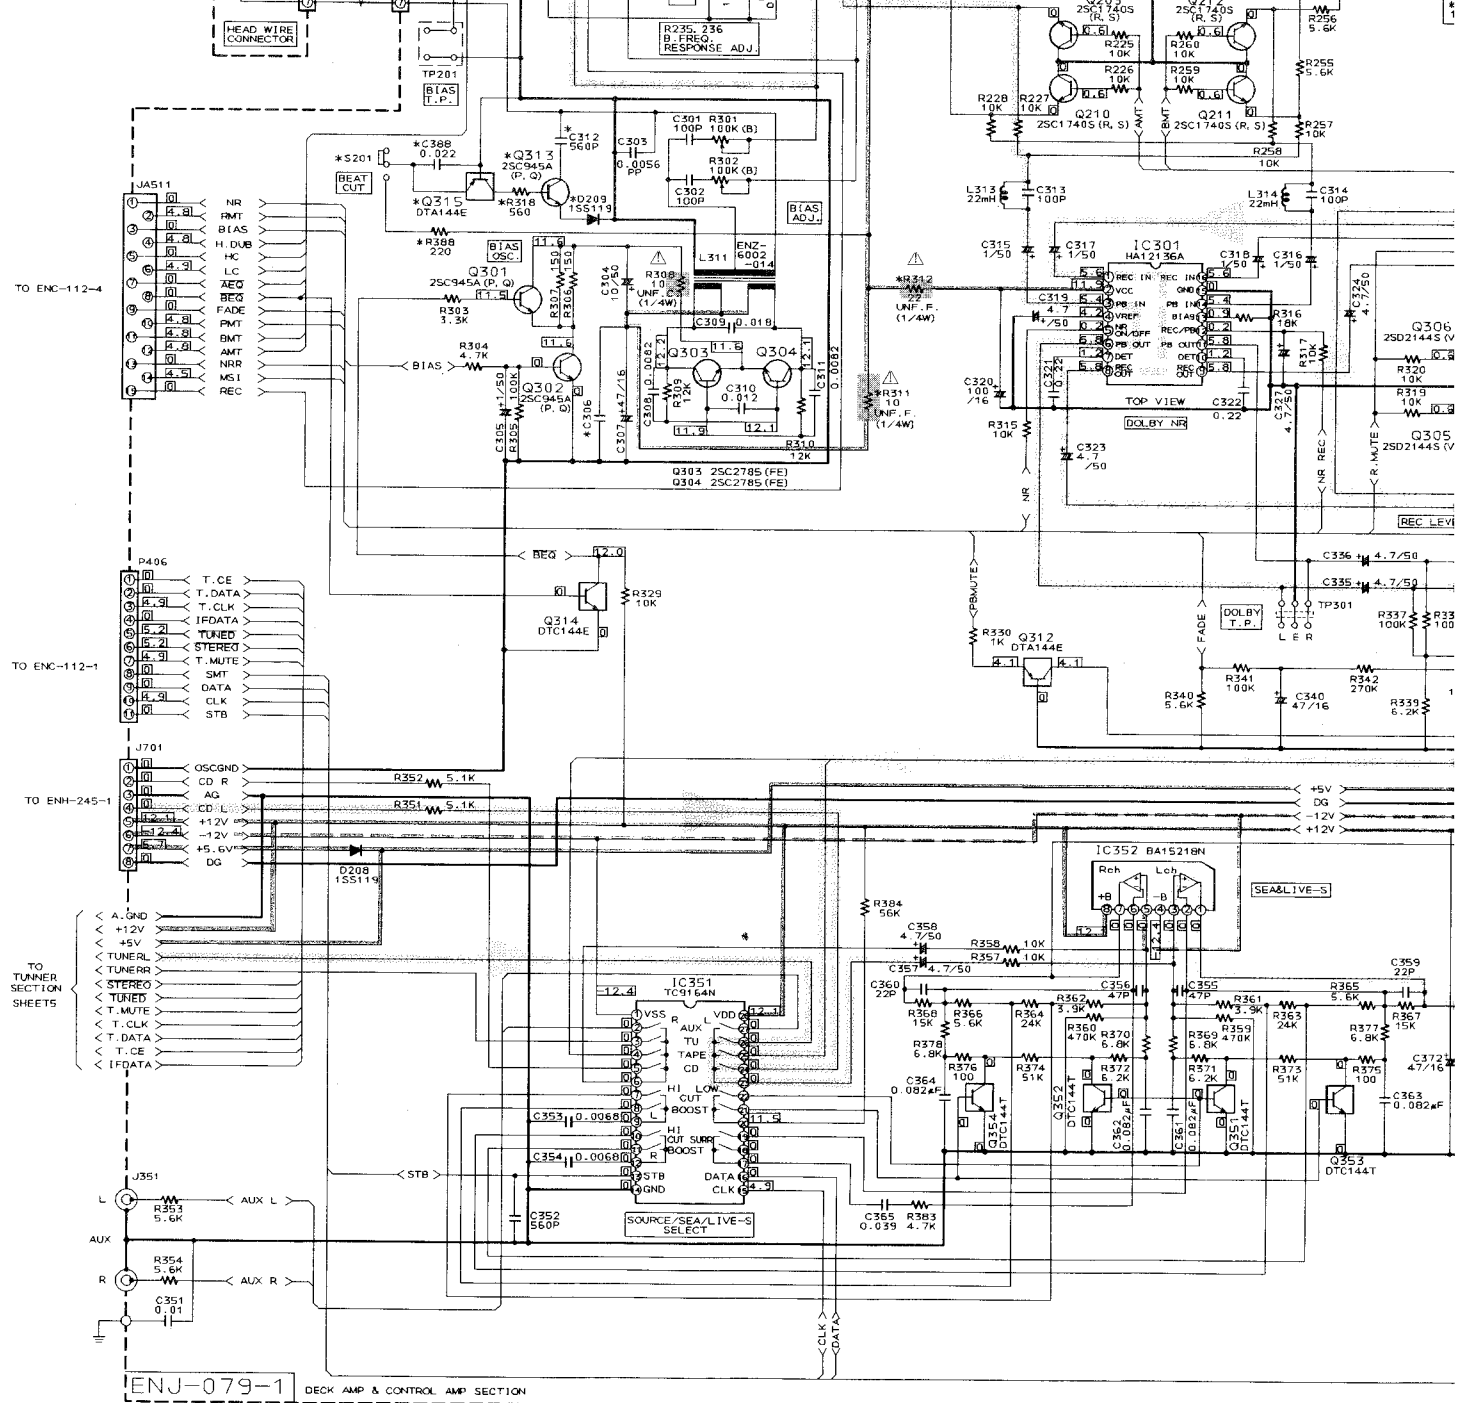 HEAD WIRE
CONNECTOR
TP201
BIAS
T.P.
R235, 236
B.FREQ.
RESPONSE ADJ.
2SC1740S
(R, S)
R225
10K
R226
10K
Q210
2SC1740S (R, S)
2SC1740S
(R, S)
R260
10K
R259
10K
Q211
2SC1740S (R, S)
R256
5.6K
R255
5.6K
R257
10K
R258
10K
R228
10K
R227
10K
AMT
BMT
JA511
TO ENC-112-4
NR
RMT
BIAS
H.DUB
HC
LC
AEQ
BEQ
FADE
PMT
BMT
AMT
NRR
MSI
REC
*S201
BEAT
CUT
*C388
0.022
*Q315
DTA144E
*R388
220
*Q313
2SC945A
(P, Q)
*R318
560
*
C312
560P
*D209
1SS119
C303
0.0056
PP
C301
100P
R301
100K(B)
R302
100K(B)
C302
100P
BIAS
ADJ.
BIAS
OSC.
Q301
2SC945A (P, Q)
R303
3.3K
R307 150
R306 150
C304
10/50
R308
10
UNF.F.
(1/4W)
L311
ENZ-
6002
-014
C309 0.018
R304
4.7K
BIAS
Q302
2SC945A
(P, Q)
C305 1/50
R305 100K
*C306
C307 47/16
C308 0.0082
R309
12K
Q303
Q304
C310
0.012
C311
0.0082
R310
12K
Q303 2SC2785(FE)
Q304 2SC2785(FE)
*R312
22
UNF.F.
(1/4W)
*R311
10
UNF.F.
(1/4W)
L313
22mH
C313
100P
L314
22mH
C314
100P
C315
1/50
C317
1/50
IC301
HA12136A
C318
1/50
C316
1/50
REC IN REC IN
VCC GND
PB IN PB IN
VREF BIAS
NR
ON/OFF REC/PB
PB OUT PB OUT
DET DET
REC
OUT REC
OUT
TOP VIEW
DOLBY NR
C319
4.7
/50
C320
100
/16
C321
0.22
C322
0.22
C323
4.7
/50
R315
10K
R316
18K
R317
10K
C324
4.7/50
C327
4.7/50
NR
NR REC
R.MUTE
Q306
2SD2144S (V
R320
10K
R319
10K
Q305
2SD2144S (V
REC LEV
P406
TO ENC-112-1
T.CE
T.DATA
T.CLK
IFDATA
TUNED
STEREO
T.MUTE
SMT
DATA
CLK
STB
BEQ
12.0
Q314
DTC144E
R329
10K
PBMUTE
R330
1K
Q312
DTA144E
4.1
4.1
FADE
DOLBY
T.P.
TP301
L E R
C336 4.7/50
C335 4.7/50
R337
100K
R340
5.6K
R341
100K
C340
47/16
R342
270K
R339
6.2K
J701
TO ENH-245-1
OSCGND
CD R
AG
CD L
+12V
-12V
+5.6V
DG
R352 5.1K
R351 5.1K
D208
1SS119
+5V
DG
-12V
+12V
TO
TUNNER
SECTION
SHEETS
A.GND
+12V
+5V
TUNERL
TUNERR
STEREO
TUNED
T.MUTE
T.CLK
T.DATA
T.CE
IFDATA
IC352 BA15218N
Rch
Lch
+B
-B
SEA&LIVE-S
R384
56K
C358
4.7/50
C357 4.7/50
R358 10K
R357 10K
C360
22P
R368
15K
R366
5.6K
R364
24K
R362
3.9K
C356
47P
C355
47P
R361
3.9K
R363
24K
R365
5.6K
C359
22P
R367
15K
R378
6.8K
R360
470K
R370
6.8K
R369
6.8K
R359
470K
R377
6.8K
R376
100
R374
51K
R372
6.2K
R371
6.2K
R373
51K
R375
100
C372
47/16
C364
0.082μF
Q354
DTC144T
Q352
DTC144T
C362
0.082μF
C361
0.082μF
Q351
DTC144T
Q353
DTC144T
C363
0.082μF
IC351
TC9164N
-12.4
VSS R L VDD
AUX
TU
TAPE
CD
HI LOW
CUT
L BOOST
HI
CUT SURR
R BOOST
STB DATA
GND CLK
11.5
4.9
C353 0.0068
C354 0.0068
STB
C352
560P
SOURCE/SEA/LIVE-S
SELECT
C365
0.039
R383
4.7K
J351
L
R353
5.6K
AUX L
AUX
R
R354
5.6K
AUX R
C351
0.01
CLK
DATA
ENJ-079-1
DECK AMP & CONTROL AMP SECTION